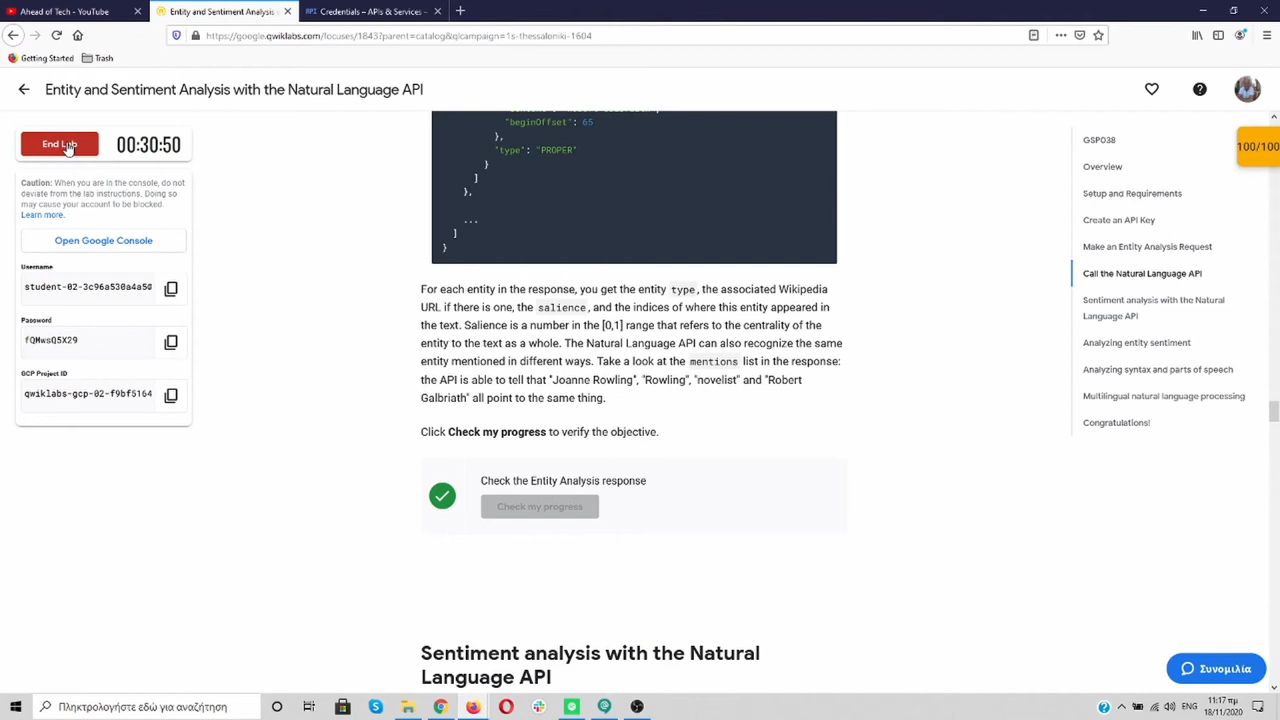 Ahead of Tech - YouTube
Entity and Sentiment Analysis
API Credentials – APIs & Services –
https://google.qwiklabs.com/focuses/1843?parent=catalog&qlcampaign=1s-thessaloniki-1604
Getting Started
Trash
Entity and Sentiment Analysis with the Natural Language API
End Lab
00:30:50
Caution: When you are in the console, do not
deviate from the lab instructions. Doing so
may cause your account to be blocked.
Learn more.
Open Google Console
Username
student-02-3c96a530a4a50
Password
fQMwsQ5X29
GCP Project ID
qwiklabs-gcp-02-f9bf5164
"beginOffset": 65
},
"type": "PROPER"
}
]
},
...
]
}
For each entity in the response, you get the entity type, the associated Wikipedia
URL if there is one, the salience, and the indices of where this entity appeared in
the text. Salience is a number in the [0,1] range that refers to the centrality of the
entity to the text as a whole. The Natural Language API can also recognize the same
entity mentioned in different ways. Take a look at the mentions list in the response:
the API is able to tell that "Joanne Rowling", "Rowling", "novelist" and "Robert
Galbriath" all point to the same thing.
Click Check my progress to verify the objective.
Check the Entity Analysis response
Check my progress
Sentiment analysis with the Natural
Language API
GSP038
Overview
Setup and Requirements
Create an API Key
Make an Entity Analysis Request
Call the Natural Language API
Sentiment analysis with the Natural
Language API
Analyzing entity sentiment
Analyzing syntax and parts of speech
Multilingual natural language processing
Congratulations!
100/100
Συνομιλία
Πληκτρολογήστε εδώ για αναζήτηση
ENG
11:17 πμ
18/11/2020